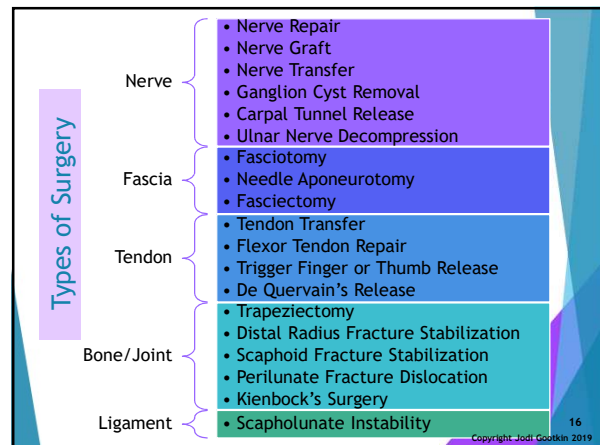 Types of Surgery
Nerve
• Nerve Repair
• Nerve Graft
• Nerve Transfer
• Ganglion Cyst Removal
• Carpal Tunnel Release
• Ulnar Nerve Decompression
Fascia
• Fasciotomy
• Needle Aponeurotomy
• Fasciectomy
Tendon
• Tendon Transfer
• Flexor Tendon Repair
• Trigger Finger or Thumb Release
• De Quervain's Release
Bone/Joint
• Trapeziectomy
• Distal Radius Fracture Stabilization
• Scaphoid Fracture Stabilization
• Perilunate Fracture Dislocation
• Kienbock's Surgery
Ligament
• Scapholunate Instability
16
Copyright Jodi Gootkin 2019